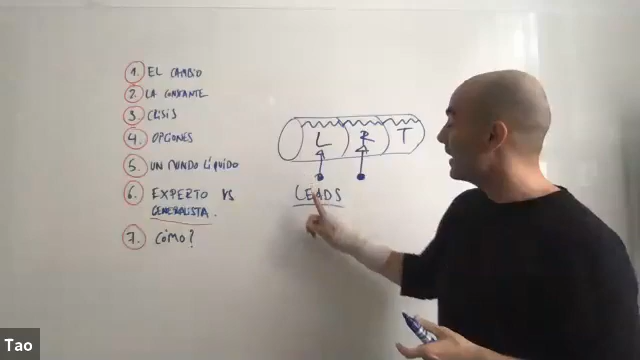 1. EL CAMBIO
2. LA CONSTANTE
3. CRISIS
4. OPCIONES
5. UN MUNDO LÍQUIDO
6. EXPERTO VS
GENERALISTA.
7. CÓMO?
L R T
LEADS
Tao